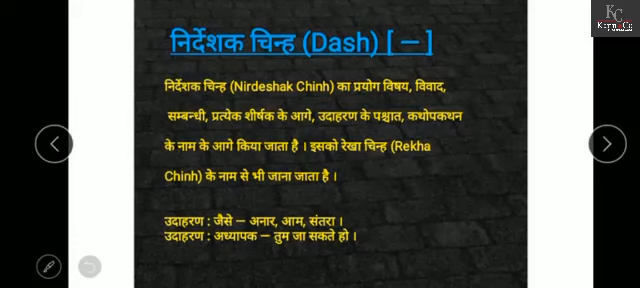 KC
निर्देशक चिन्ह (Dash) [ — ]
निर्देशक चिन्ह (Nirdeshak Chinh) का प्रयोग विषय, विवाद,
सम्बन्धी, प्रत्येक शीर्षक के आगे, उदाहरण के पश्चात, कथोपकथन
के नाम के आगे किया जाता है । इसको रेखा चिन्ह (Rekha
Chinh) के नाम से भी जाना जाता है ।
उदाहरण : जैसे — अनार, आम, संतरा ।
उदाहरण : अध्यापक — तुम जा सकते हो ।